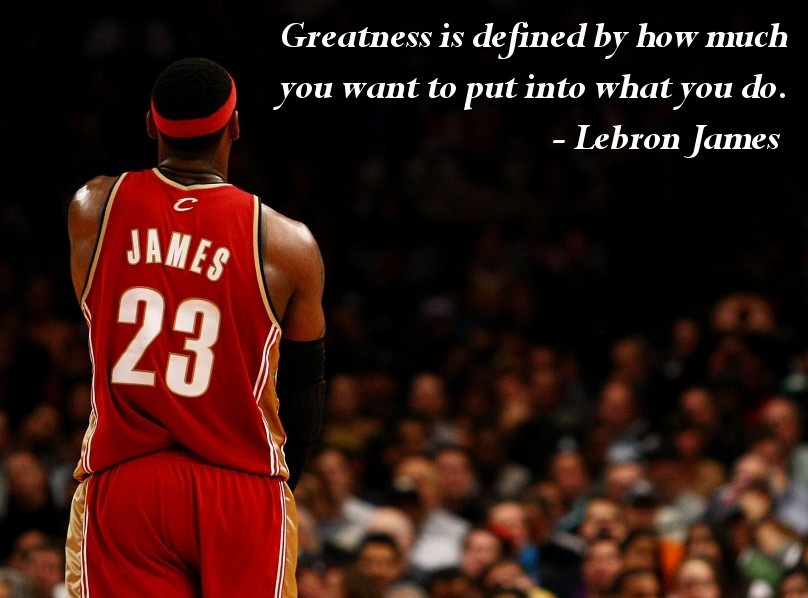 Greatness is defined by how much
you want to put into what you do.
- Lebron James
C
JAMES
23